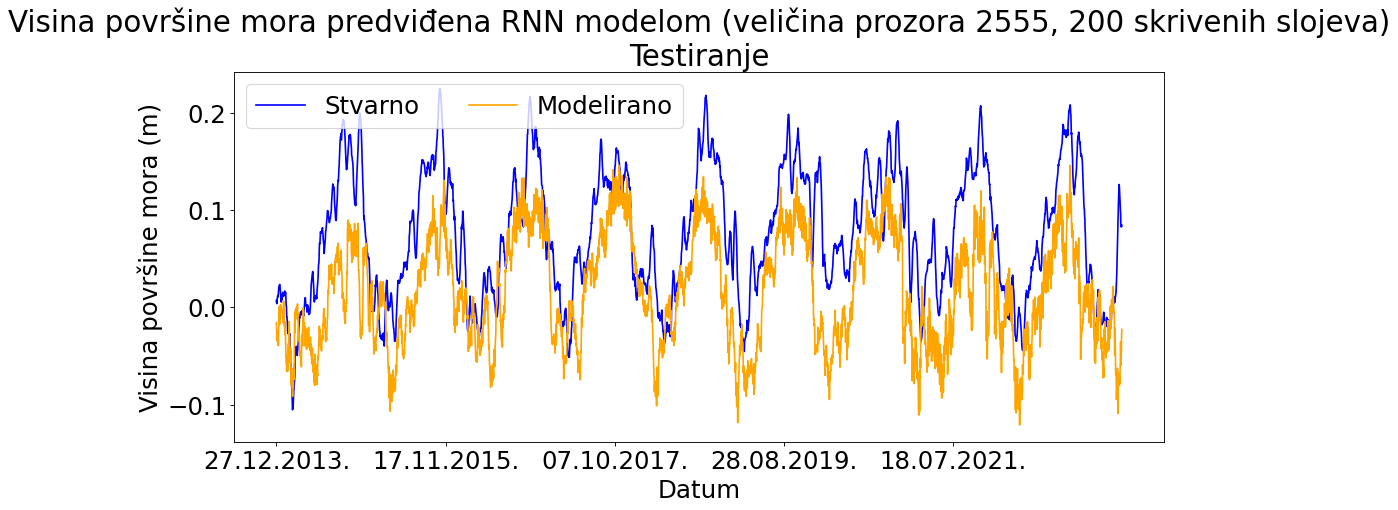 Visina površine mora predviđena RNN modelom (veličina prozora 2555, 200 skrivenih slojeva)
Testiranje
Stvarno Modelirano
Visina površine mora (m)
0.2
0.1
0.0
−0.1
27.12.2013. 17.11.2015. 07.10.2017. 28.08.2019. 18.07.2021.
Datum